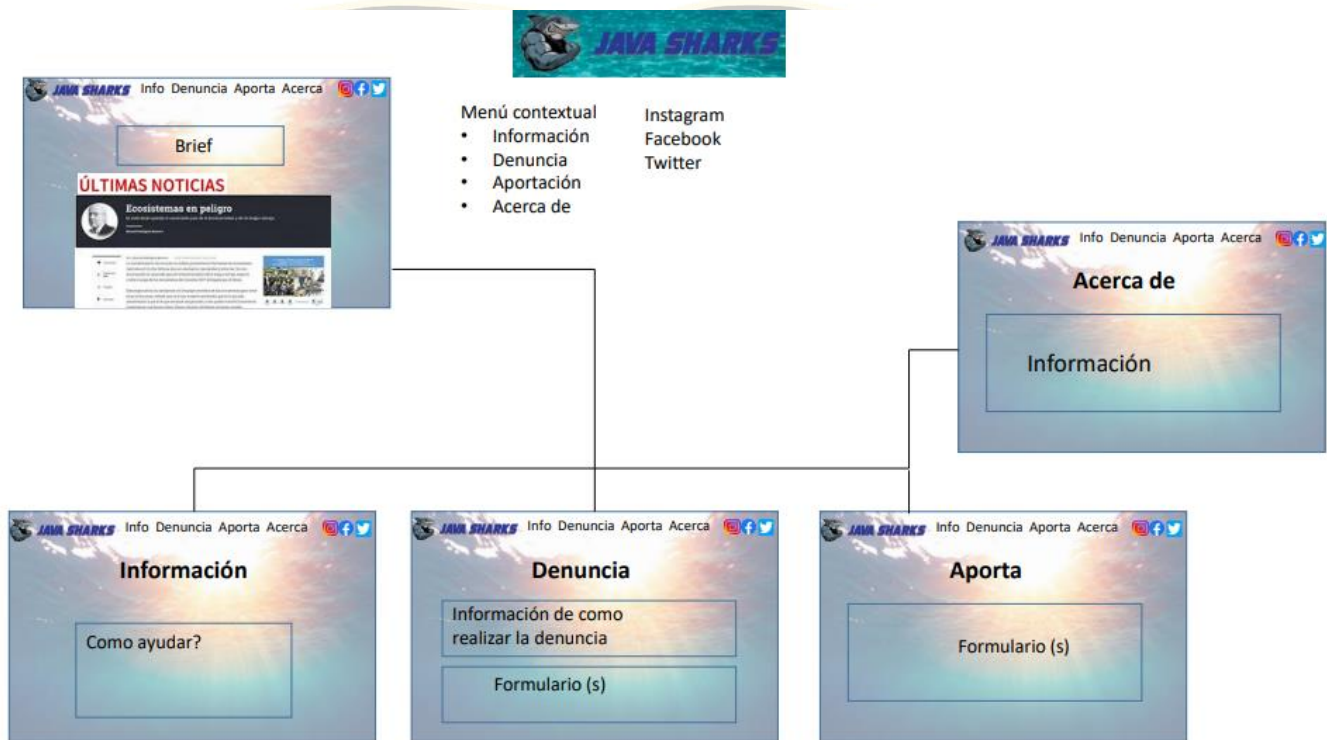 JAVA SHARKS
JAVA SHARKS Info Denuncia Aporta Acerca
Brief
ÚLTIMAS NOTICIAS
Ecosistemas en peligro
Menú contextual
• Información
• Denuncia
• Aportación
• Acerca de
Instagram
Facebook
Twitter
JAVA SHARKS Info Denuncia Aporta Acerca
Acerca de
Información
JAVA SHARKS Info Denuncia Aporta Acerca
Información
Como ayudar?
JAVA SHARKS Info Denuncia Aporta Acerca
Denuncia
Información de como
realizar la denuncia
Formulario (s)
JAVA SHARKS Info Denuncia Aporta Acerca
Aporta
Formulario (s)